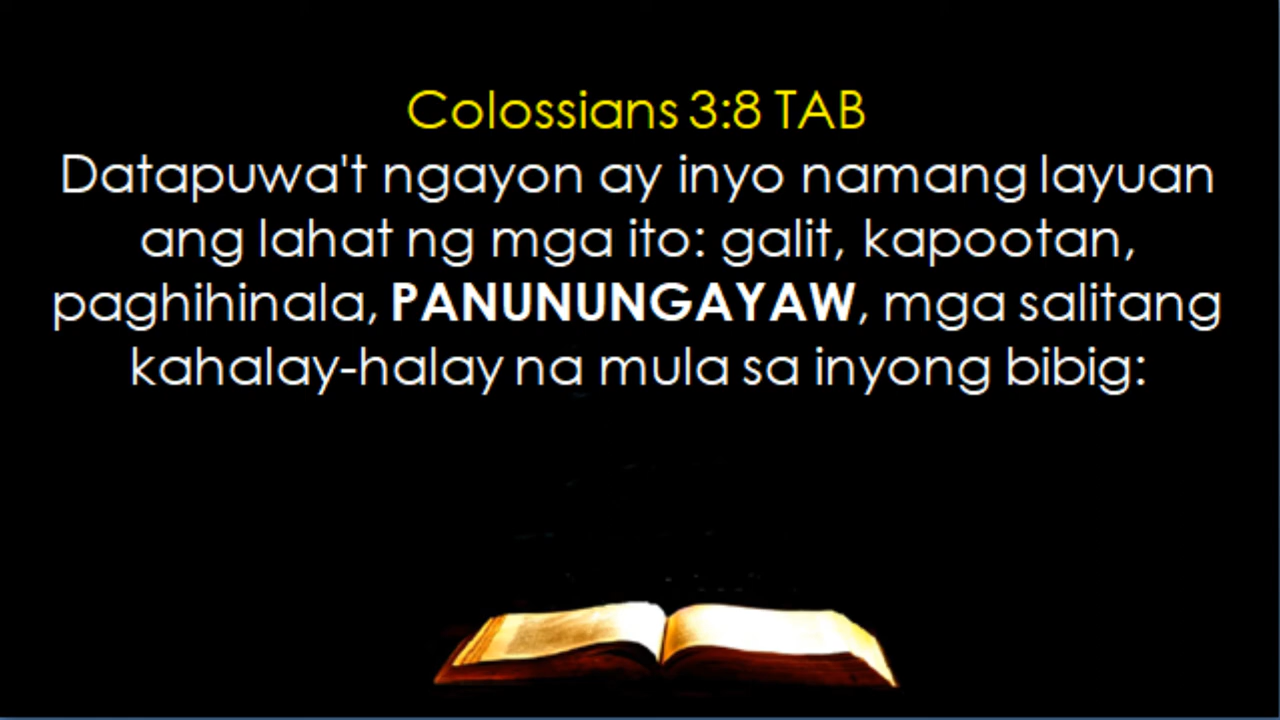 Colossians 3:8 TAB
Datapuwa't ngayon ay inyo namang layuan
ang lahat ng mga ito: galit, kapootan,
paghihinala, PANUNUNGAYAW, mga salitang
kahalay-halay na mula sa inyong bibig: